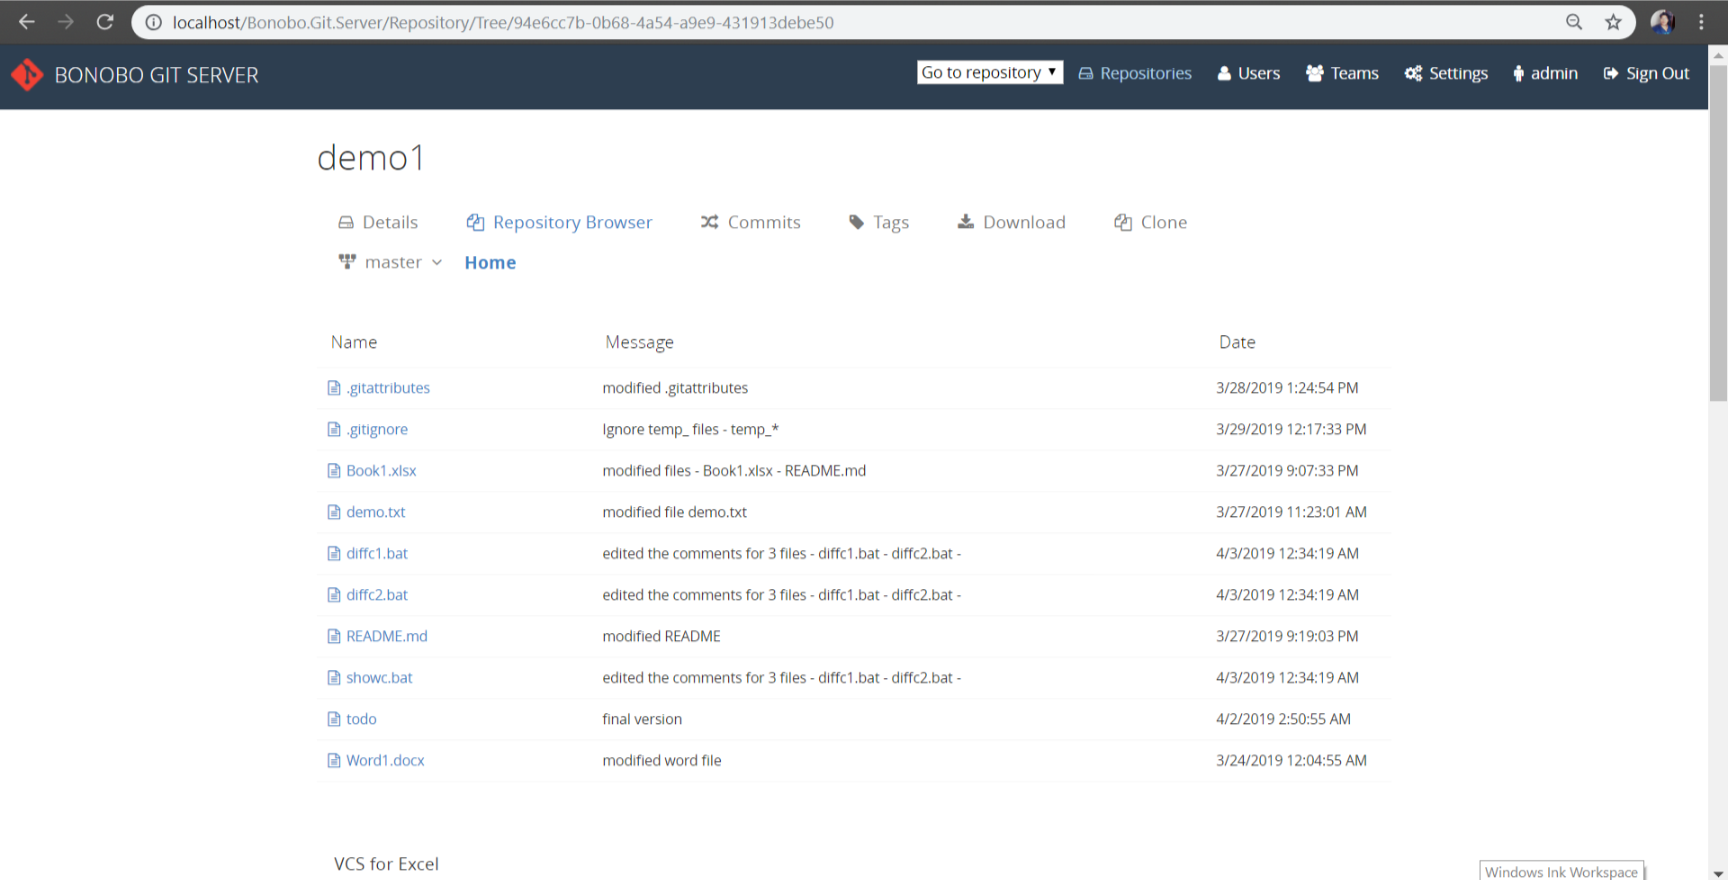 localhost/Bonobo.Git.Server/Repository/Tree/94e6cc7b-0b68-4a54-a9e9-431913debe50
BONOBO GIT SERVER
Go to repository ▼ Repositories Users Teams Settings admin Sign Out
demo1
Details Repository Browser Commits Tags Download Clone
master Home
Name Message Date
.gitattributes modified .gitattributes 3/28/2019 1:24:54 PM
.gitignore Ignore temp_ files - temp_* 3/29/2019 12:17:33 PM
Book1.xlsx modified files - Book1.xlsx - README.md 3/27/2019 9:07:33 PM
demo.txt modified file demo.txt 3/27/2019 11:23:01 AM
diffc1.bat edited the comments for 3 files - diffc1.bat - diffc2.bat - 4/3/2019 12:34:19 AM
diffc2.bat edited the comments for 3 files - diffc1.bat - diffc2.bat - 4/3/2019 12:34:19 AM
README.md modified README 3/27/2019 9:19:03 PM
showc.bat edited the comments for 3 files - diffc1.bat - diffc2.bat - 4/3/2019 12:34:19 AM
todo final version 4/2/2019 2:50:55 AM
Word1.docx modified word file 3/24/2019 12:04:55 AM
VCS for Excel
Windows Ink Workspace